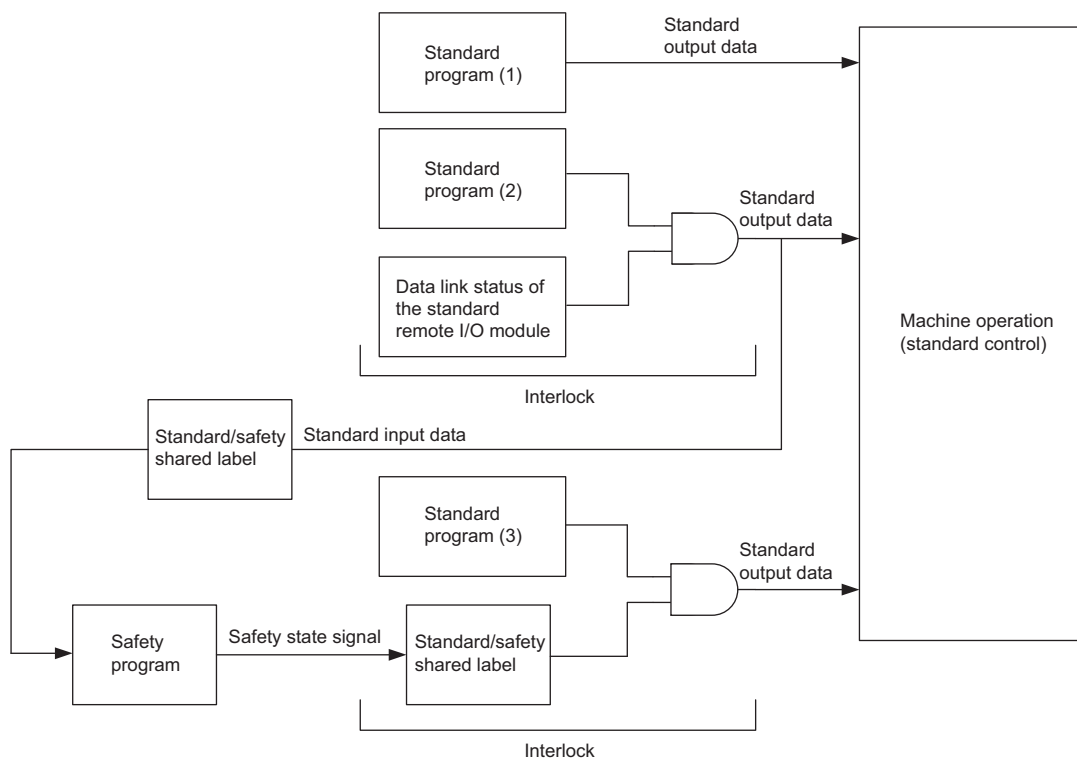 Standard
program (1)
Standard
output data
Standard
program (2)
Standard
output data
Data link status of
the standard
remote I/O module
Machine operation
(standard control)
Interlock
Standard/safety
shared label
Standard input data
Standard
program (3)
Standard
output data
Safety
program
Safety state signal
Standard/safety
shared label
Interlock